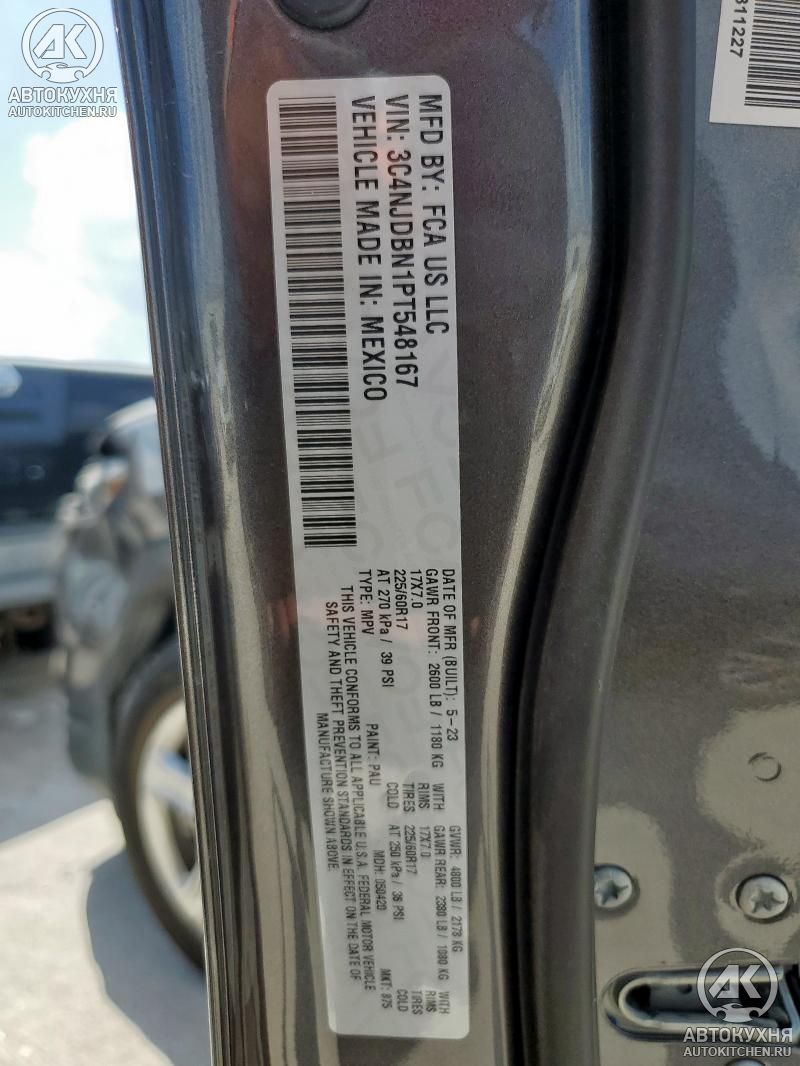 AK
АВТОКУХНЯ
AUTOKITCHEN.RU
811227
MFD BY: FCA US LLC
VIN: 3C4NJDBN1PT548167
VEHICLE MADE IN: MEXICO
DATE OF MFR (BUILT): 5-23 GVWR: 4800 LB / 2178 KG
GAWR FRONT: 2600 LB / 1180 KG WITH GAWR REAR: 2380 LB / 1080 KG WITH
17X7.0 RIMS 17X7.0 RIMS
225/60R17 TIRES 225/60R17 TIRES
AT 270 kPa / 39 PSI COLD AT 250 kPa / 36 PSI COLD
TYPE: MPV PAINT: PAU MDH: 050420 MKT: 875
THIS VEHICLE CONFORMS TO ALL APPLICABLE U.S.A. FEDERAL MOTOR VEHICLE
SAFETY AND THEFT PREVENTION STANDARDS IN EFFECT ON THE DATE OF
MANUFACTURE SHOWN ABOVE.
AK
АВТОКУХНЯ
AUTOKITCHEN.RU